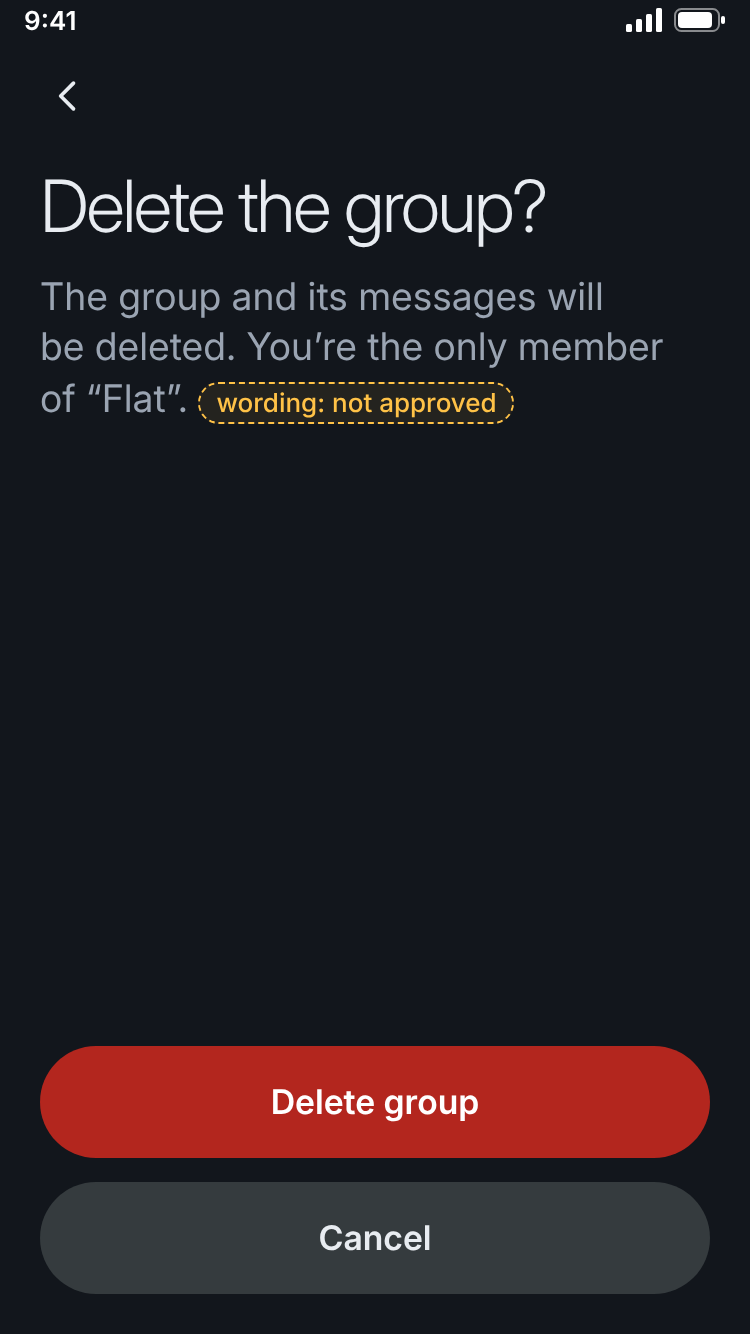 9:41
Delete the group?
The group and its messages will
be deleted. You’re the only member
of “Flat”. wording: not approved
Delete group
Cancel